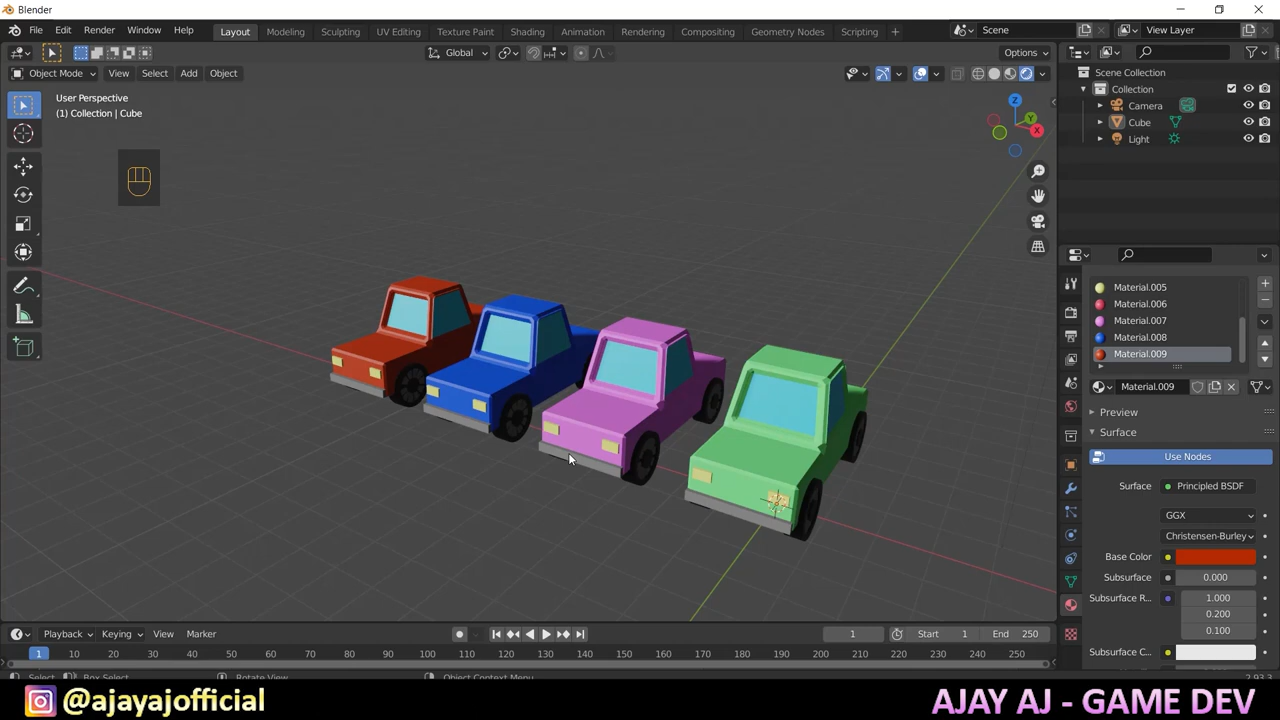 Blender
File Edit Render Window Help Layout Modeling Sculpting UV Editing Texture Paint Shading Animation Rendering Compositing Geometry Nodes Scripting + Scene View Layer
Global Options
Object Mode View Select Add Object
User Perspective
(1) Collection | Cube
Z
Y
X
Scene Collection
Collection
Camera
Cube
Light
Material.005
Material.006
Material.007
Material.008
Material.009
Material.009
Preview
Surface
Use Nodes
Surface Principled BSDF
GGX
Christensen-Burley
Base Color
Subsurface 0.000
Subsurface R... 1.000
0.200
0.100
Subsurface C...
Playback Keying View Marker 1 Start 1 End 250
1 10 20 30 40 50 60 70 80 90 100 110 120 130 140 150 160 170 180 190 200 210 220 230 240 250
Select Box Select Rotate View Object Context Menu 2.93.3
@ajayajofficial AJAY AJ - GAME DEV